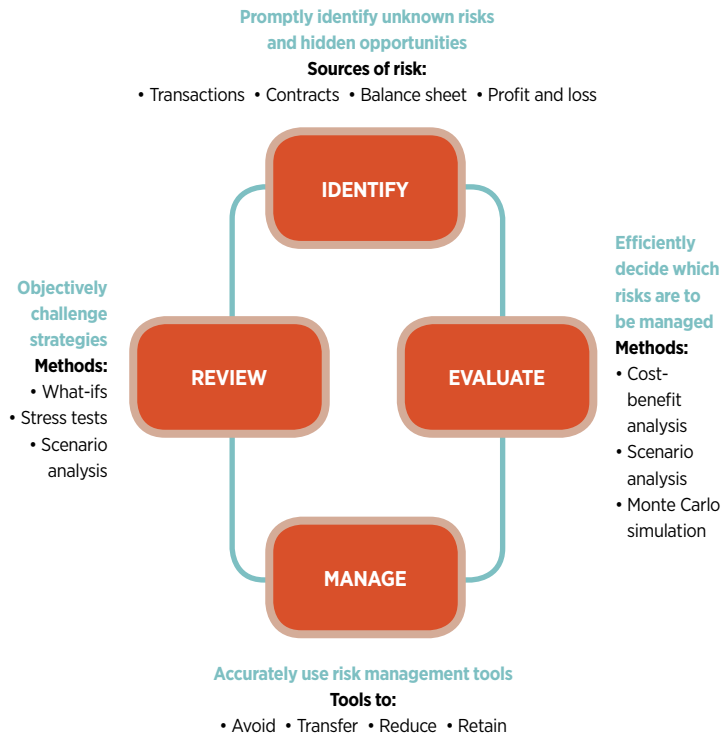 Promptly identify unknown risks
and hidden opportunities
Sources of risk:
• Transactions • Contracts • Balance sheet • Profit and loss
IDENTIFY
Efficiently
decide which
risks are to
be managed
Methods:
• Cost-
benefit
analysis
• Scenario
analysis
• Monte Carlo
simulation
EVALUATE
Objectively
challenge
strategies
Methods:
• What-ifs
• Stress tests
• Scenario
analysis
REVIEW
MANAGE
Accurately use risk management tools
Tools to:
• Avoid • Transfer • Reduce • Retain